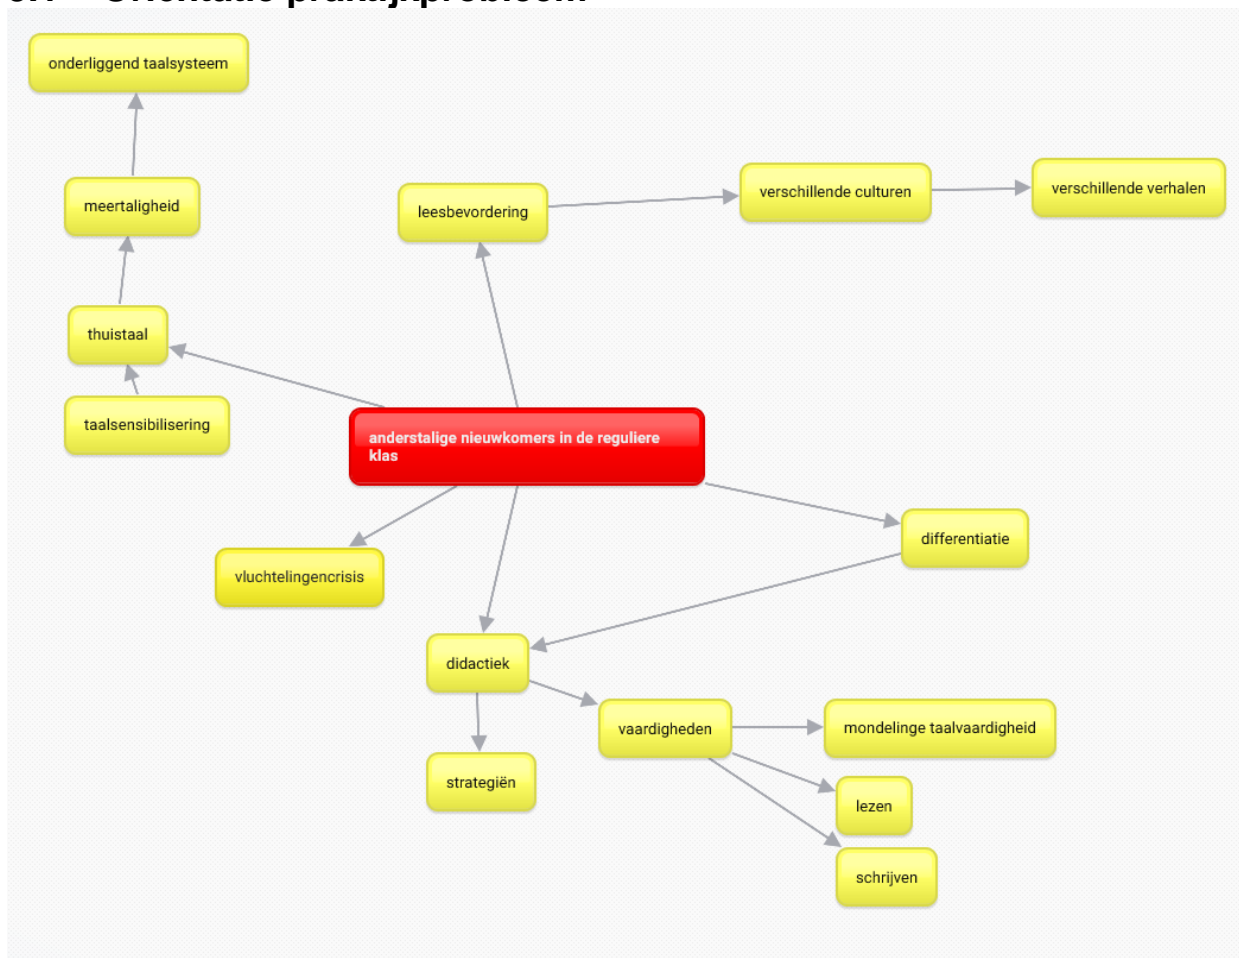 onderliggend taalsysteem
meertaligheid
leesbevordering
verschillende culturen
verschillende verhalen
thuistaal
taalsensibilisering
anderstalige nieuwkomers in de reguliere
klas
differentiatie
vluchtelingencrisis
didactiek
vaardigheden
mondelinge taalvaardigheid
strategiën
lezen
schrijven